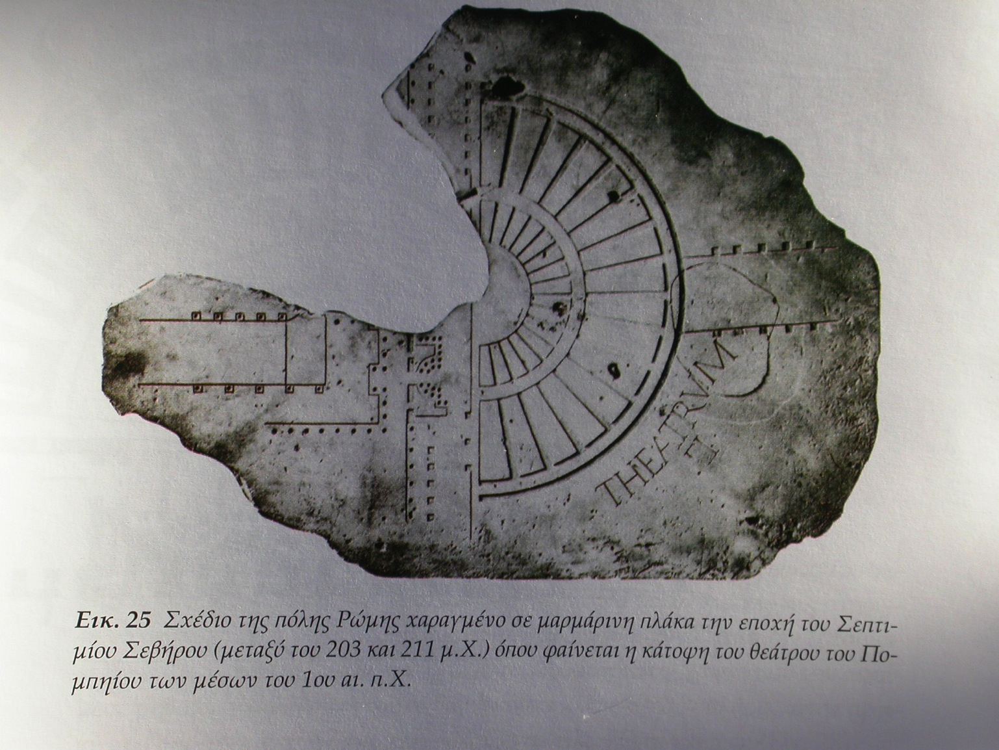 THEATRVM
Εικ. 25 Σχέδιο της πόλης Ρώμης χαραγμένο σε μαρμάρινη πλάκα την εποχή του Σεπτι-
μίου Σεβήρου (μεταξύ του 203 και 211 μ.Χ.) όπου φαίνεται η κάτοψη του θεάτρου του Πο-
μπηίου των μέσων του 1ου αι. π.Χ.